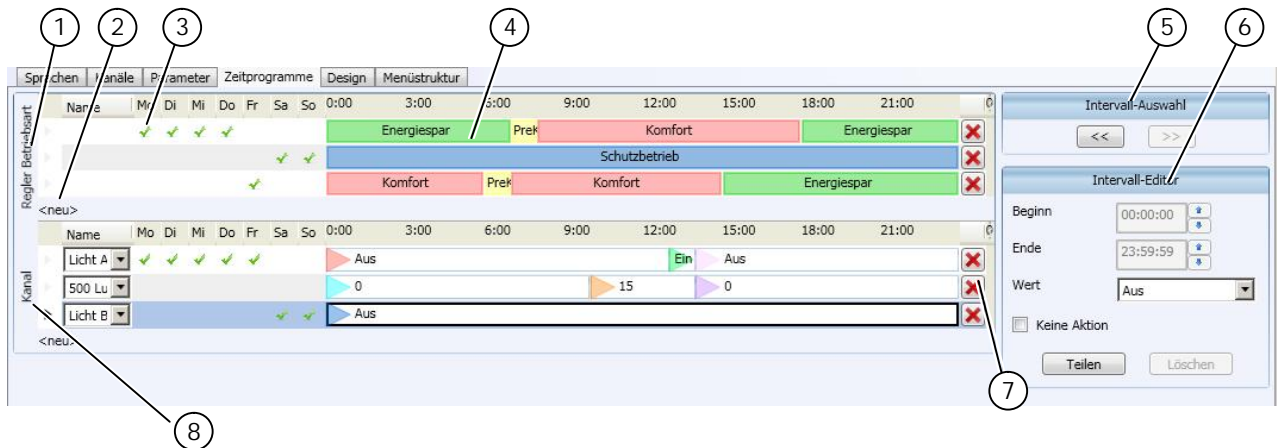 1 2 3 4 5 6
Sprachen Kanäle Parameter Zeitprogramme Design Menüstruktur
Regler Betriebsart
Name Mo Di Mi Do Fr Sa So 0:00 3:00 6:00 9:00 12:00 15:00 18:00 21:00 0
Energiespar PreK Komfort Energiespar
Schutzbetrieb
Komfort PreK Komfort Energiespar
<neu>
Kanal
Name Mo Di Mi Do Fr Sa So 0:00 3:00 6:00 9:00 12:00 15:00 18:00 21:00 0
Licht A Aus Ein Aus
500 Lu 0 15 0
Licht B Aus
<neu>
Intervall-Auswahl
<< >>
Intervall-Editor
Beginn 00:00:00
Ende 23:59:59
Wert Aus
Keine Aktion
Teilen Löschen
7
8